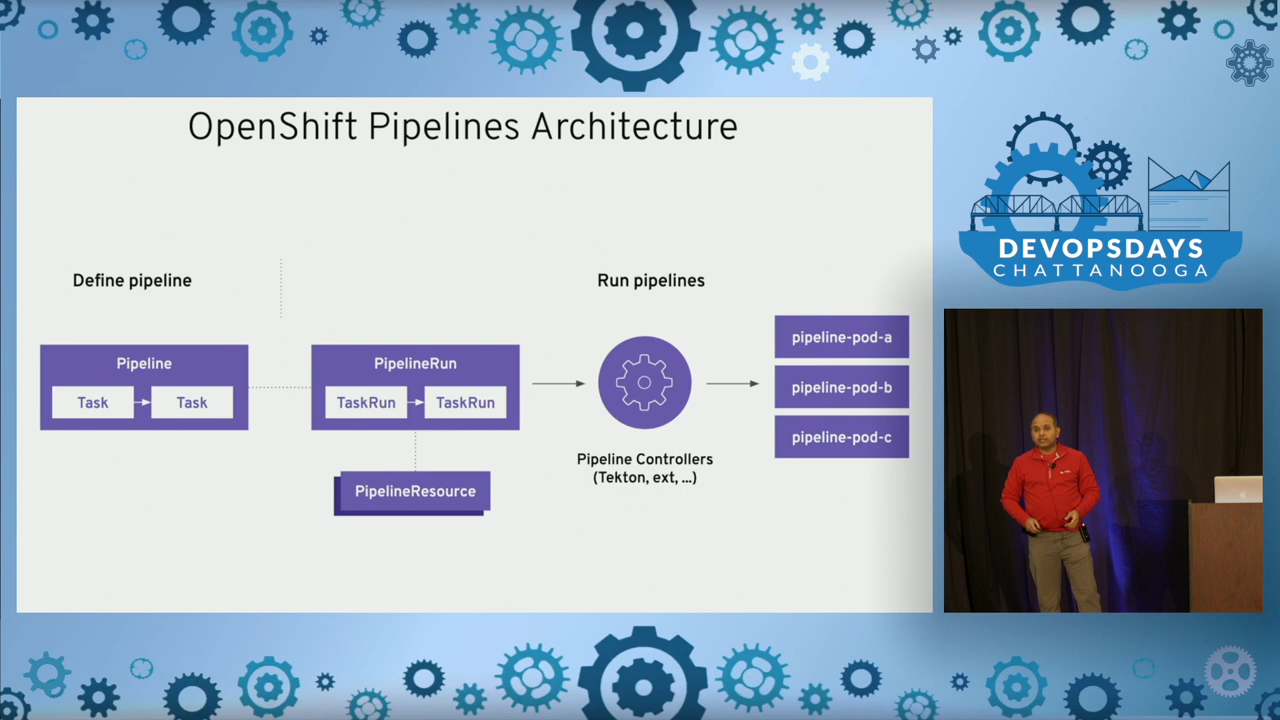 OpenShift Pipelines Architecture
Define pipeline
Run pipelines
Pipeline
Task
Task
PipelineRun
TaskRun
TaskRun
PipelineResource
Pipeline Controllers
(Tekton, ext, ...)
pipeline-pod-a
pipeline-pod-b
pipeline-pod-c
DEVOPSDAYS
CHATTANOOGA